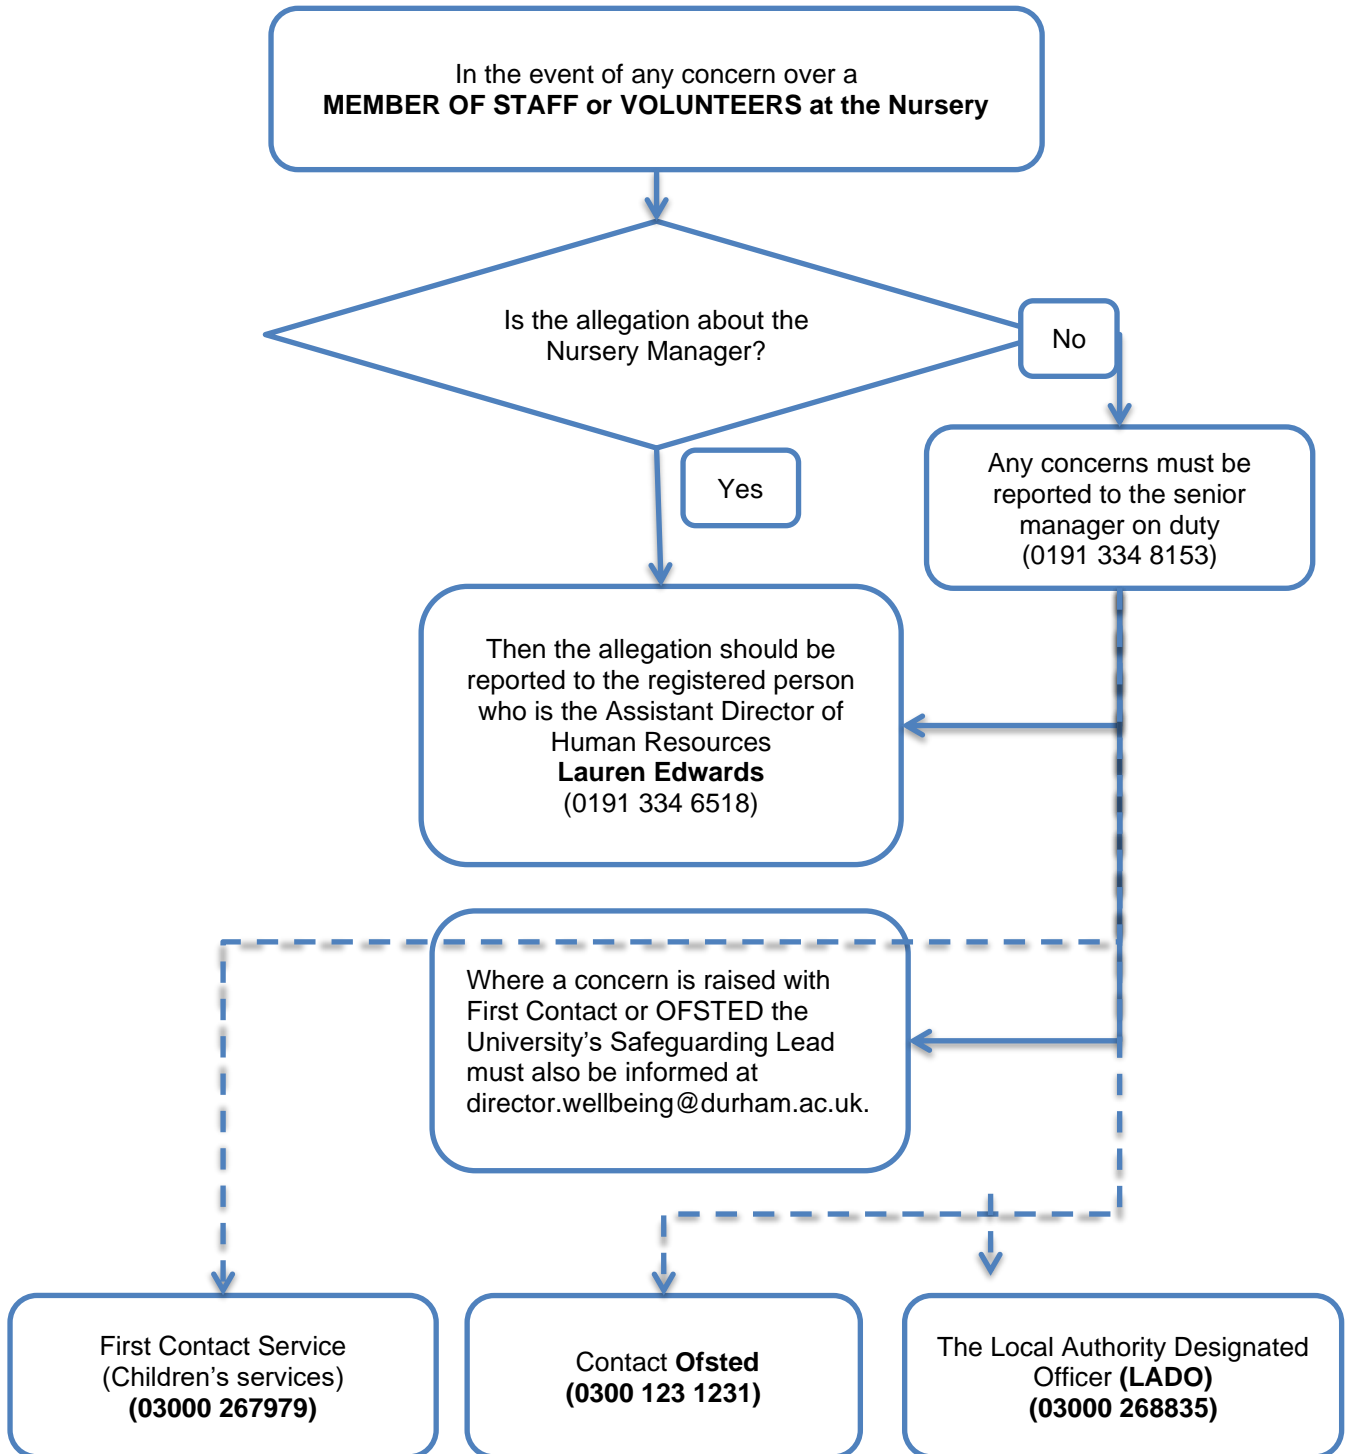 In the event of any concern over a
MEMBER OF STAFF or VOLUNTEERS at the Nursery
Is the allegation about the
Nursery Manager?
No
Yes
Any concerns must be
reported to the senior
manager on duty
(0191 334 8153)
Then the allegation should be
reported to the registered person
who is the Assistant Director of
Human Resources
Lauren Edwards
(0191 334 6518)
Where a concern is raised with
First Contact or OFSTED the
University’s Safeguarding Lead
must also be informed at
director.wellbeing@durham.ac.uk.
First Contact Service
(Children’s services)
(03000 267979)
Contact Ofsted
(0300 123 1231)
The Local Authority Designated
Officer (LADO)
(03000 268835)